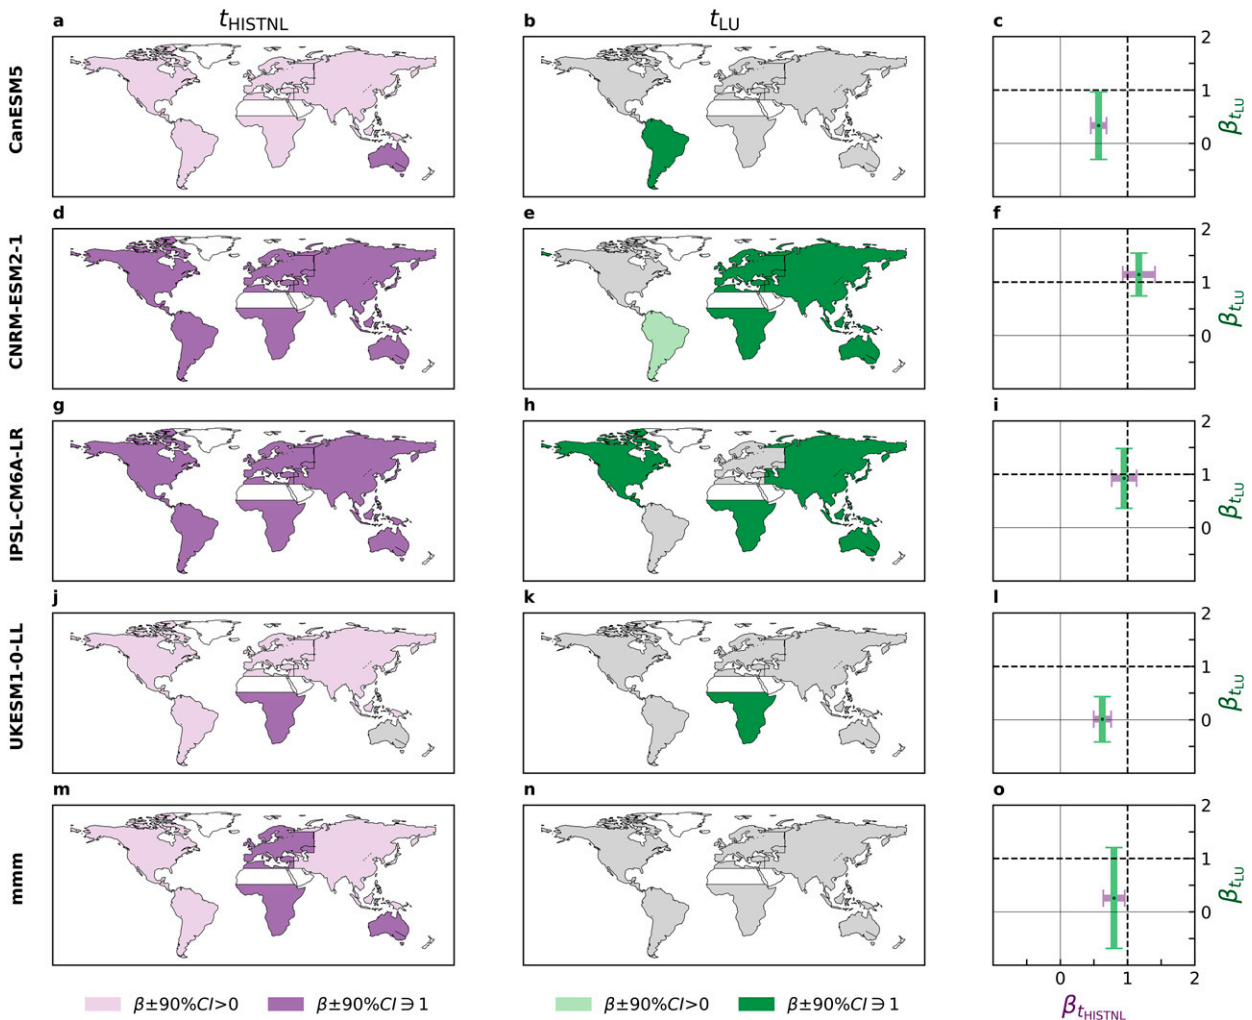 a t_HISTNL b t_LU c
CanESM5
2
1
0
β_tLU
d e f
CNRM-ESM2-1
2
1
0
β_tLU
g h i
IPSL-CM6A-LR
2
1
0
β_tLU
j k l
UKESM1-0-LL
2
1
0
β_tLU
m n o
mmm
2
1
0
β_tLU
0 1 2
β_tHISTNL
β±90%CI>0 β±90%CI∋1 β±90%CI>0 β±90%CI∋1